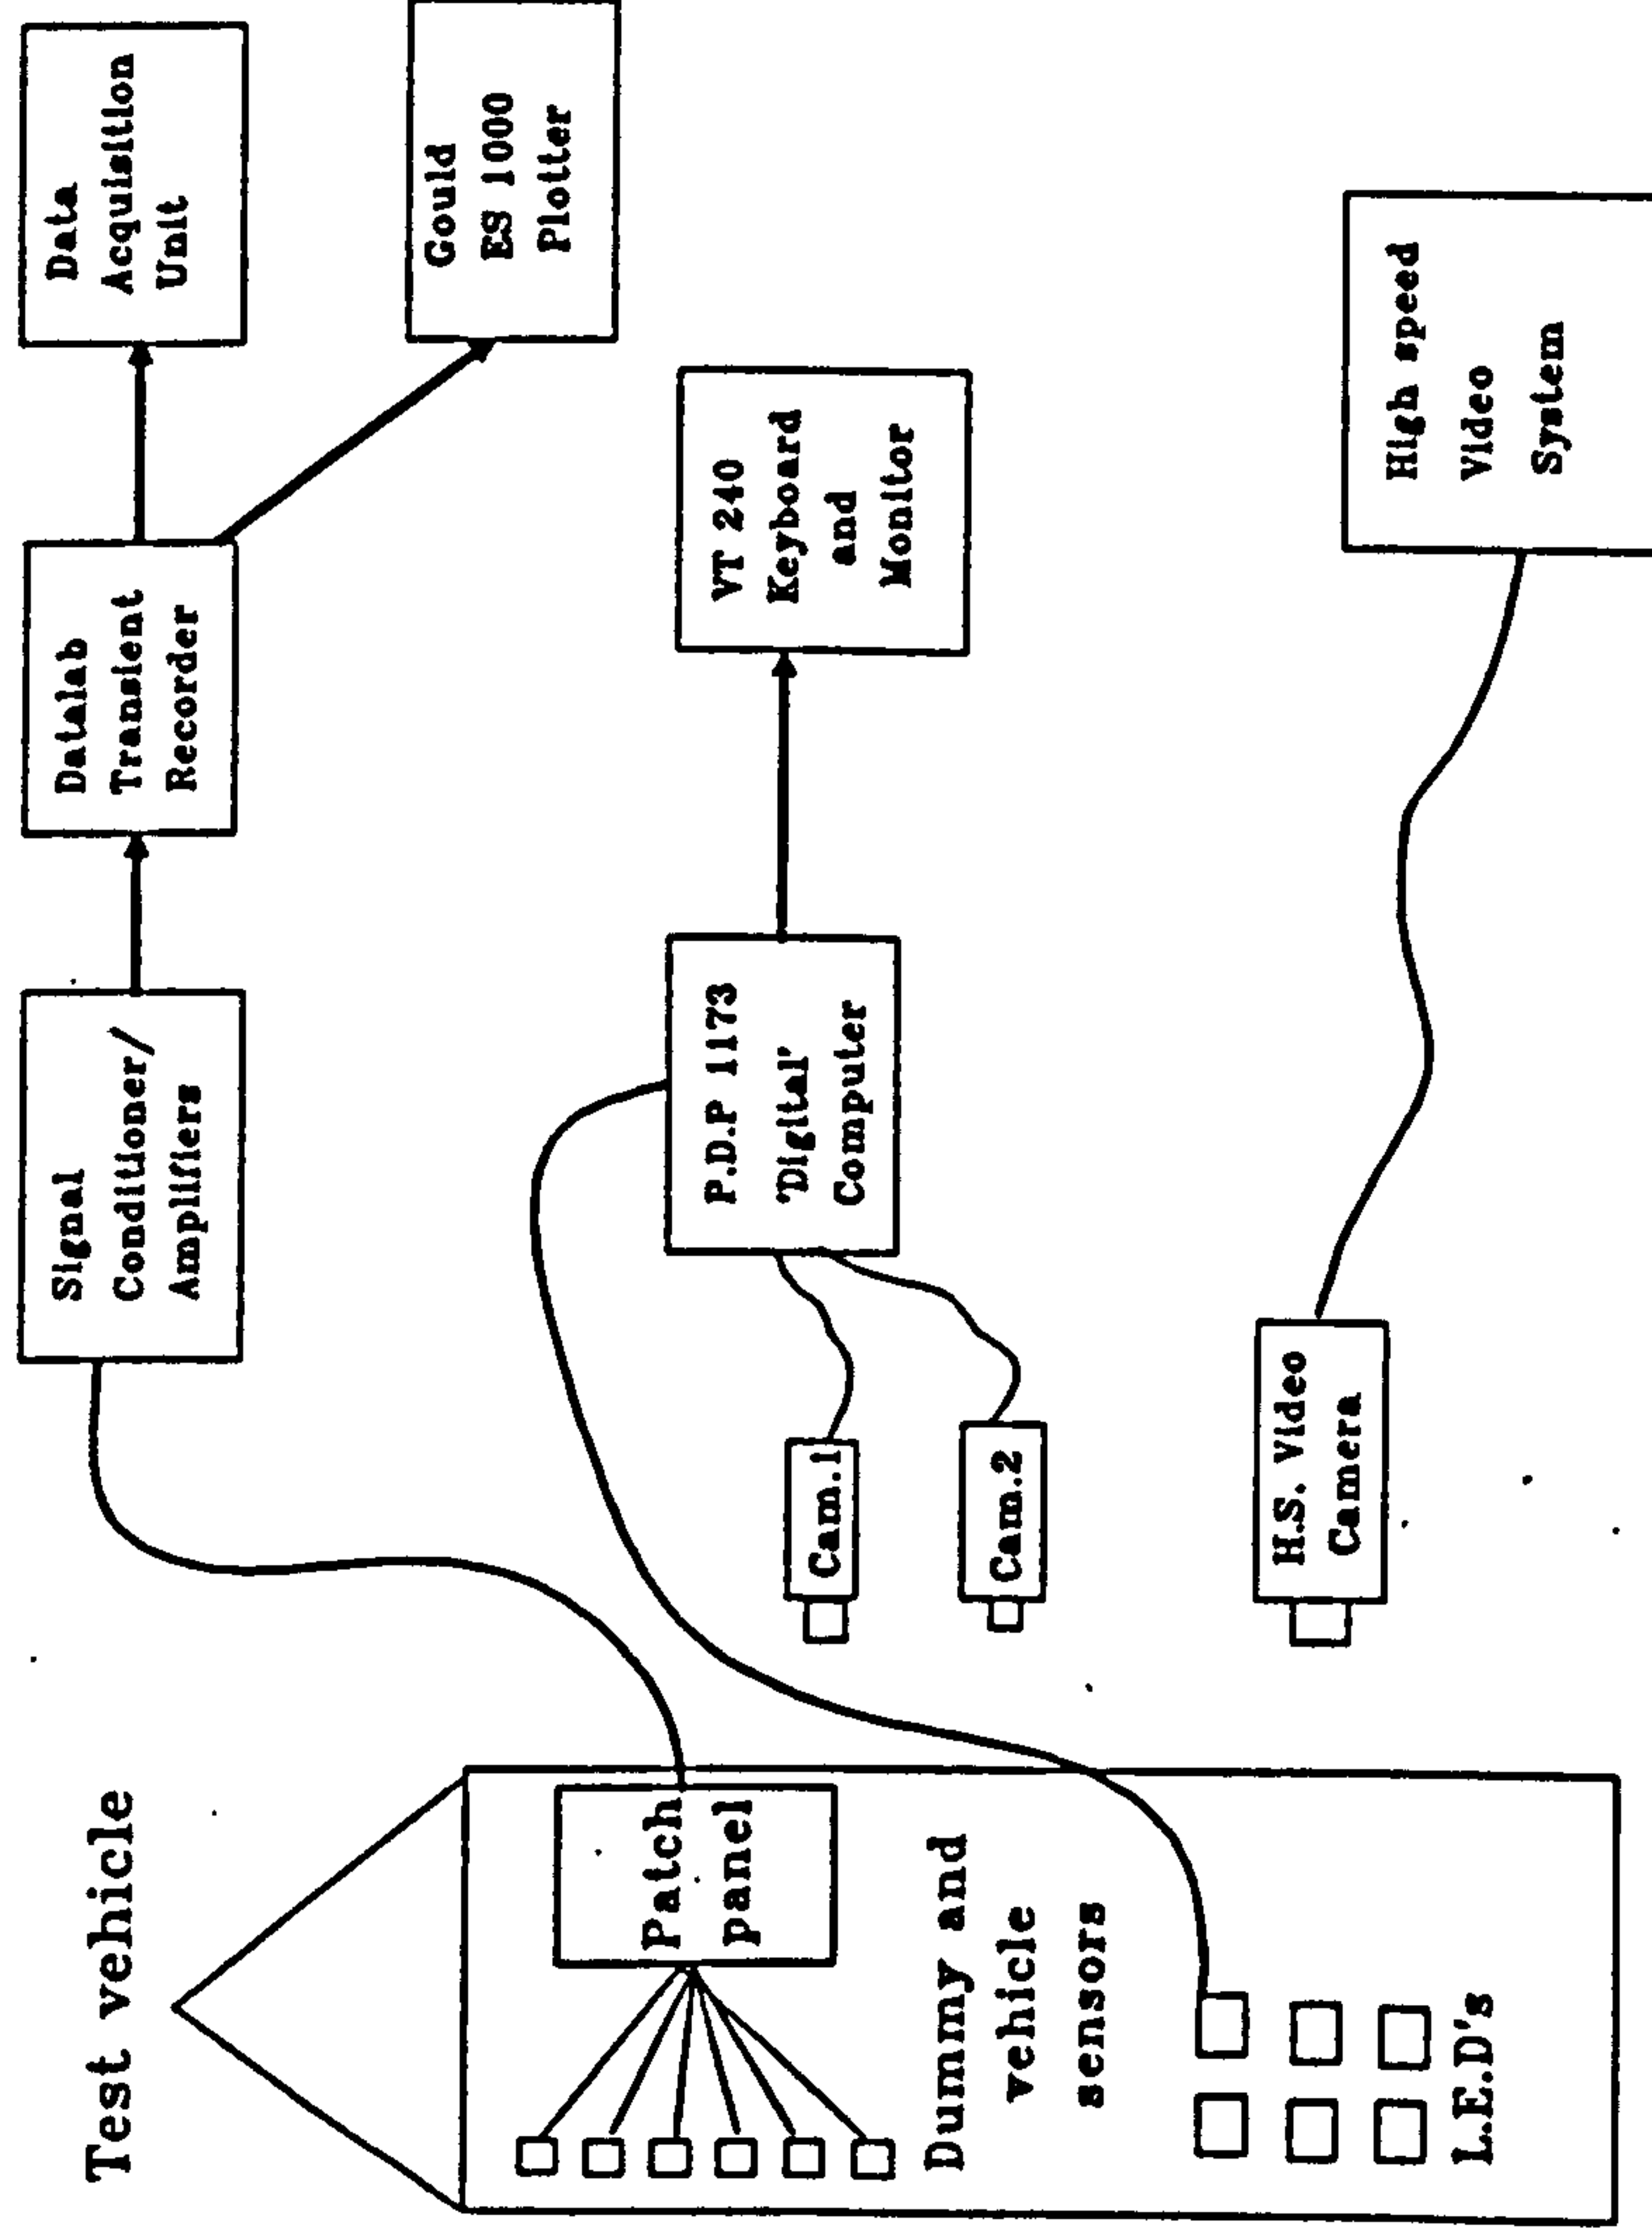 Test vehicle
Patch
panel
Dummy and
vehicle
sensors
L.E.D's
Signal
Conditioner/
Amplifiers
Datalab
Transient
Recorder
Data
Acquisition
Unit
Gould
ES 1000
Plotter
P.D.P 1173
'Digital'
Computer
VT 240
Keyboard
and
Monitor
Cam.1
Cam.2
H.S. Video
Camera
High speed
Video
System